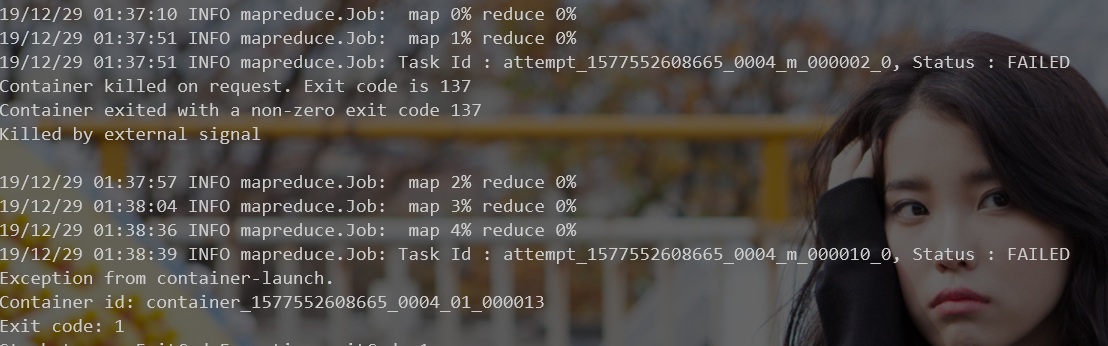 19/12/29 01:37:10 INFO mapreduce.Job:  map 0% reduce 0%
19/12/29 01:37:51 INFO mapreduce.Job:  map 1% reduce 0%
19/12/29 01:37:51 INFO mapreduce.Job: Task Id : attempt_1577552608665_0004_m_000002_0, Status : FAILED
Container killed on request. Exit code is 137
Container exited with a non-zero exit code 137
Killed by external signal
19/12/29 01:37:57 INFO mapreduce.Job:  map 2% reduce 0%
19/12/29 01:38:04 INFO mapreduce.Job:  map 3% reduce 0%
19/12/29 01:38:36 INFO mapreduce.Job:  map 4% reduce 0%
19/12/29 01:38:39 INFO mapreduce.Job: Task Id : attempt_1577552608665_0004_m_000010_0, Status : FAILED
Exception from container-launch.
Container id: container_1577552608665_0004_01_000013
Exit code: 1